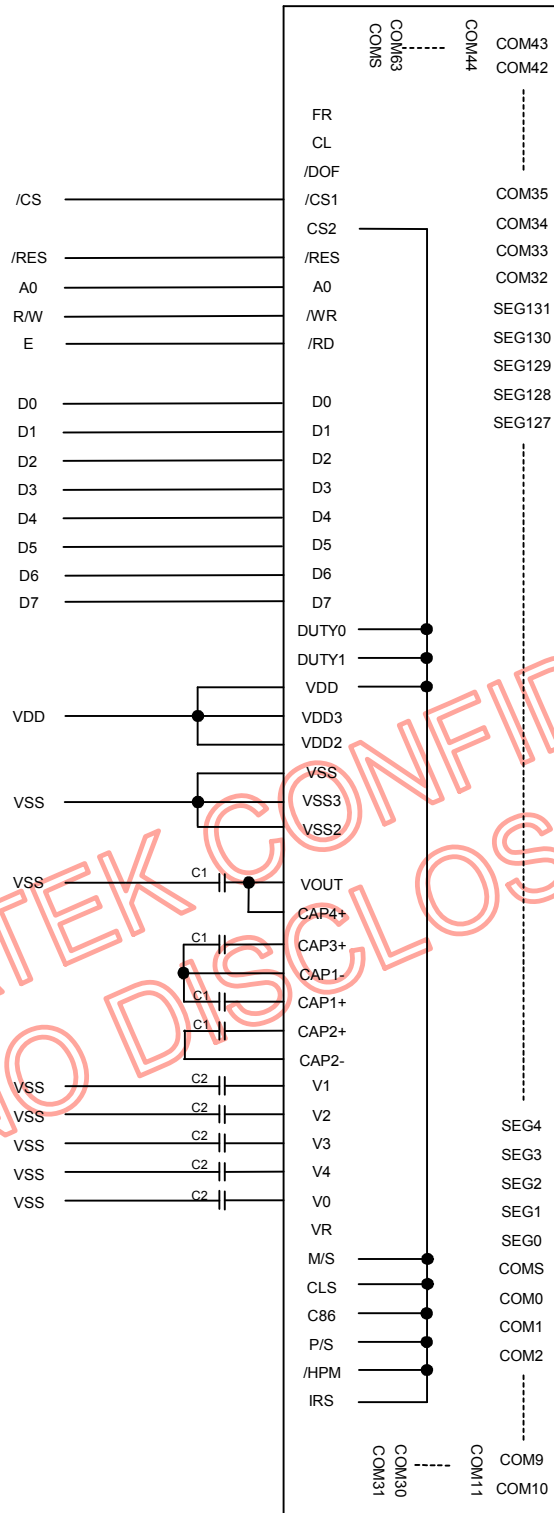 COMS
COM63
COM44
COM43
COM42
FR
CL
/DOF
/CS
/CS1
COM35
CS2
COM34
/RES
/RES
COM33
A0
A0
COM32
R/W
/WR
SEG131
E
/RD
SEG130
SEG129
SEG128
D0
D0
SEG127
D1
D1
D2
D2
D3
D3
D4
D4
D5
D5
D6
D6
D7
D7
DUTY0
DUTY1
VDD
VDD
VDD3
VDD2
VSS
VSS
VSS3
VSS2
VSS
C1
VOUT
CAP4+
C1
CAP3+
CAP1-
C1
CAP1+
C1
CAP2+
CAP2-
VSS
C2
V1
VSS
C2
V2
SEG4
VSS
C2
V3
SEG3
VSS
C2
V4
SEG2
VSS
C2
V0
SEG1
VR
SEG0
M/S
COMS
CLS
COM0
C86
COM1
P/S
COM2
/HPM
IRS
COM31
COM30
COM11
COM9
COM10
TEK CONFID
NO DISCLOS